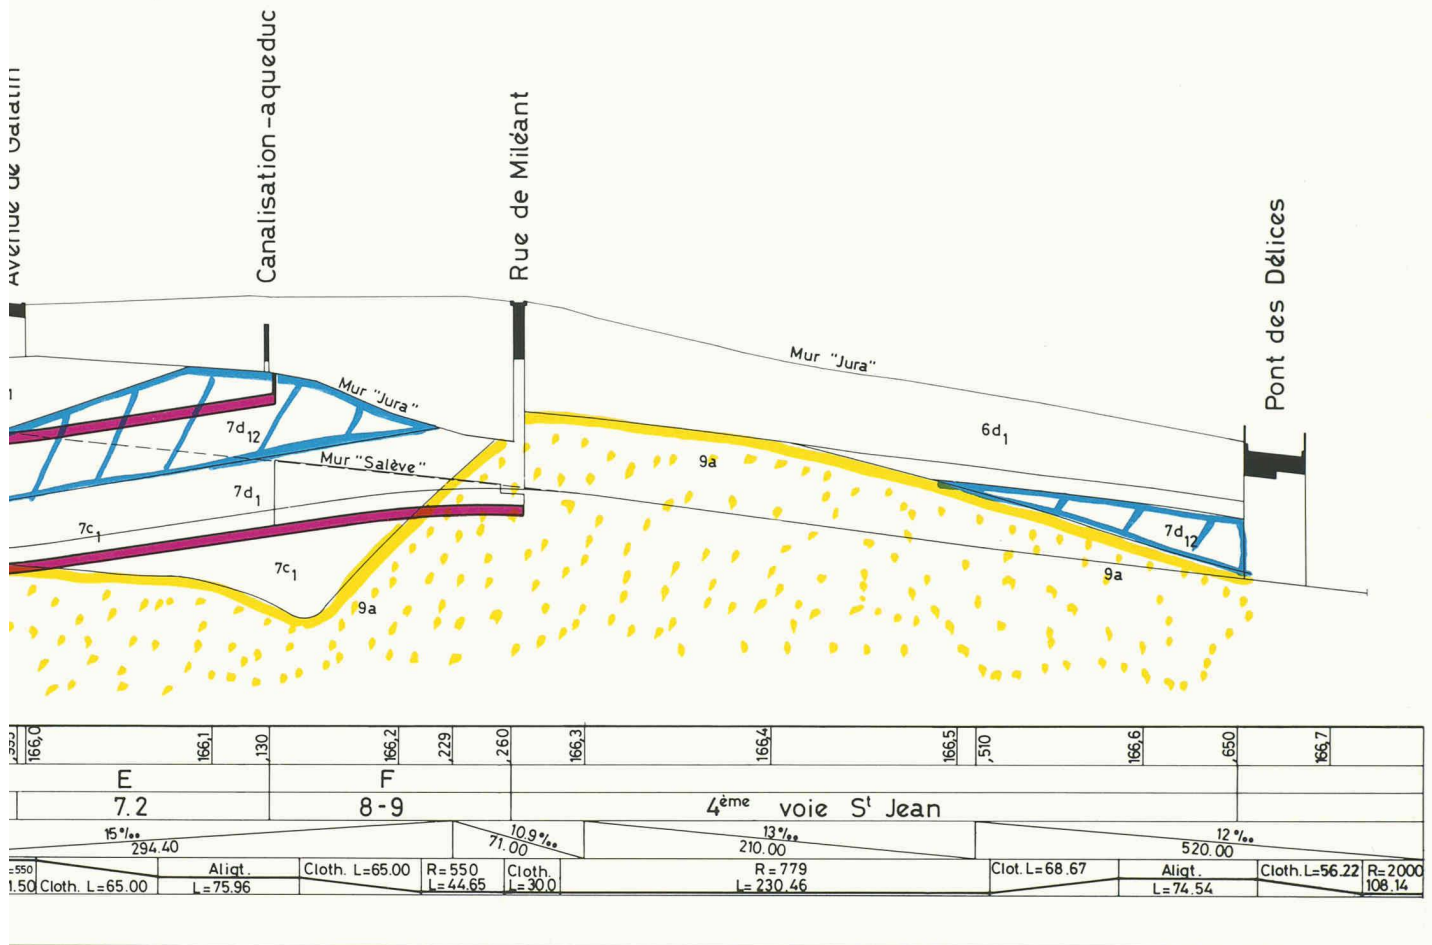 Avenue de Galatin
Canalisation-aqueduc
Rue de Miléant
Pont des Délices
Mur "Jura"
Mur "Jura"
6d1
7d12
Mur "Salève"
9a
7d1
7c1
7d12
7c1
9a
9a
166,0
166,1
,130
166,2
,229
,260
166,3
166,4
166,5
,510
166,6
,650
166,7
E
F
7.2
8-9
4ème voie St Jean
15‰
294.40
10.9‰
71.00
13‰
210.00
12‰
520.00
=550
1.50
Cloth. L=65.00
Aligt.
L=75.96
Cloth. L=65.00
R=550
L=44.65
Cloth.
L=30.0
R=779
L=230.46
Clot. L=68.67
Aligt.
L=74.54
Cloth. L=56.22
R=2000
108.14